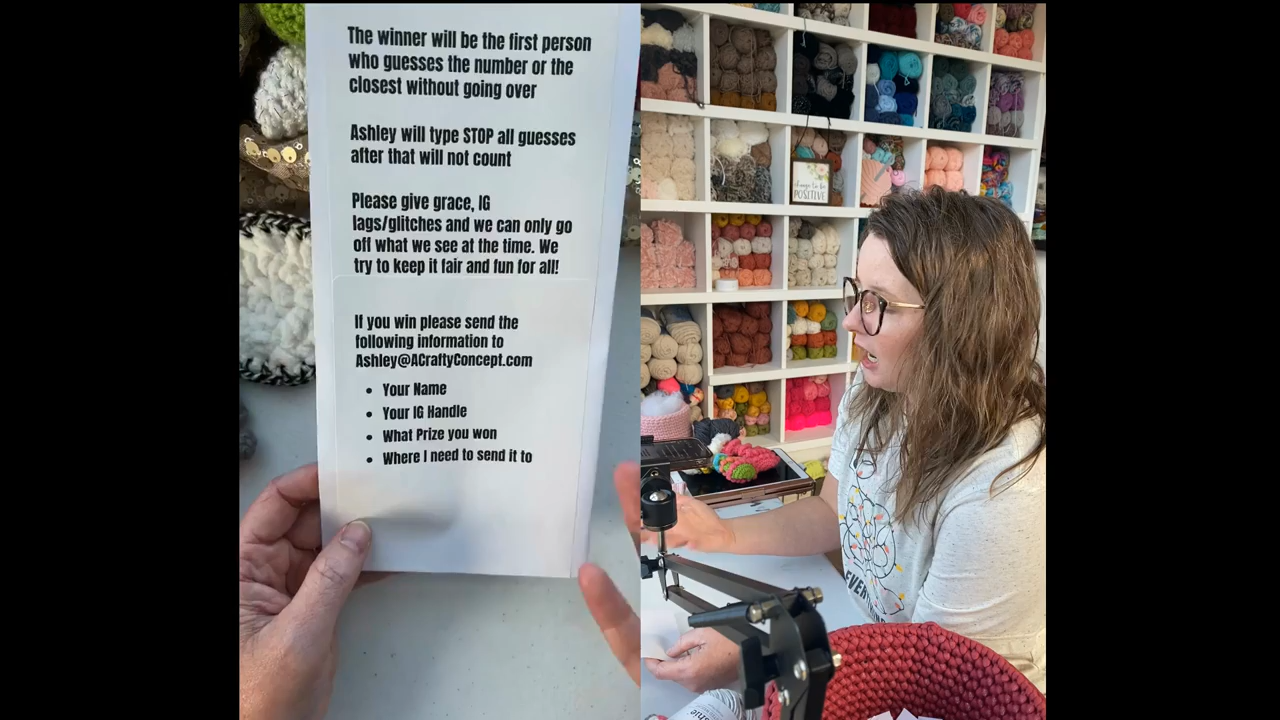 The winner will be the first person
who guesses the number or the
closest without going over
Ashley will type STOP all guesses
after that will not count
Please give grace, IG
lags/glitches and we can only go
off what we see at the time. We
try to keep it fair and fun for all!
If you win please send the
following information to
Ashley@ACraftyConcept.com
• Your Name
• Your IG Handle
• What Prize you won
• Where I need to send it to
choose to be
POSITIVE